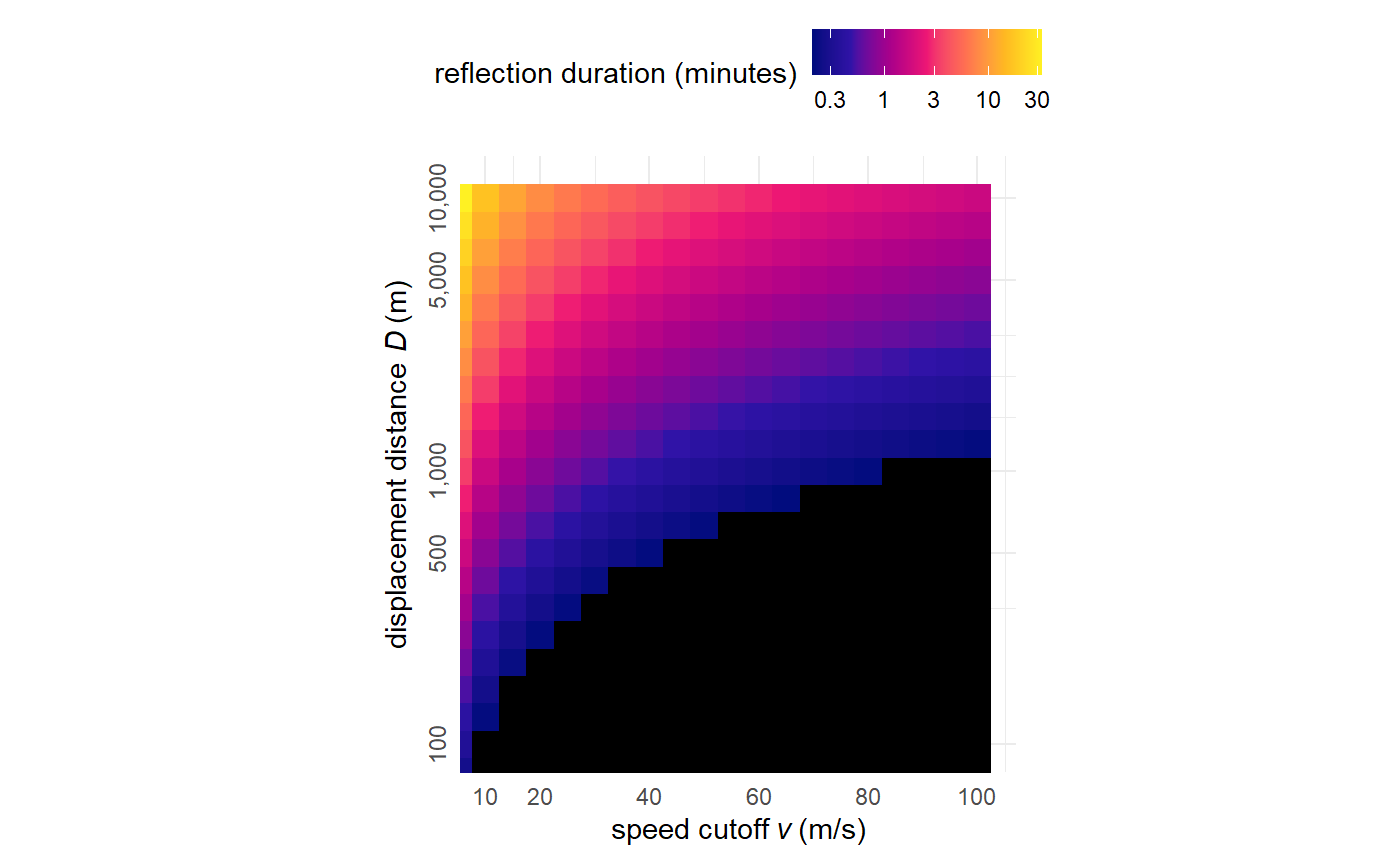 reflection duration (minutes)
0.3 1 3 10 30
displacement distance D (m)
10,000
5,000
1,000
500
100
10 20 40 60 80 100
speed cutoff v (m/s)